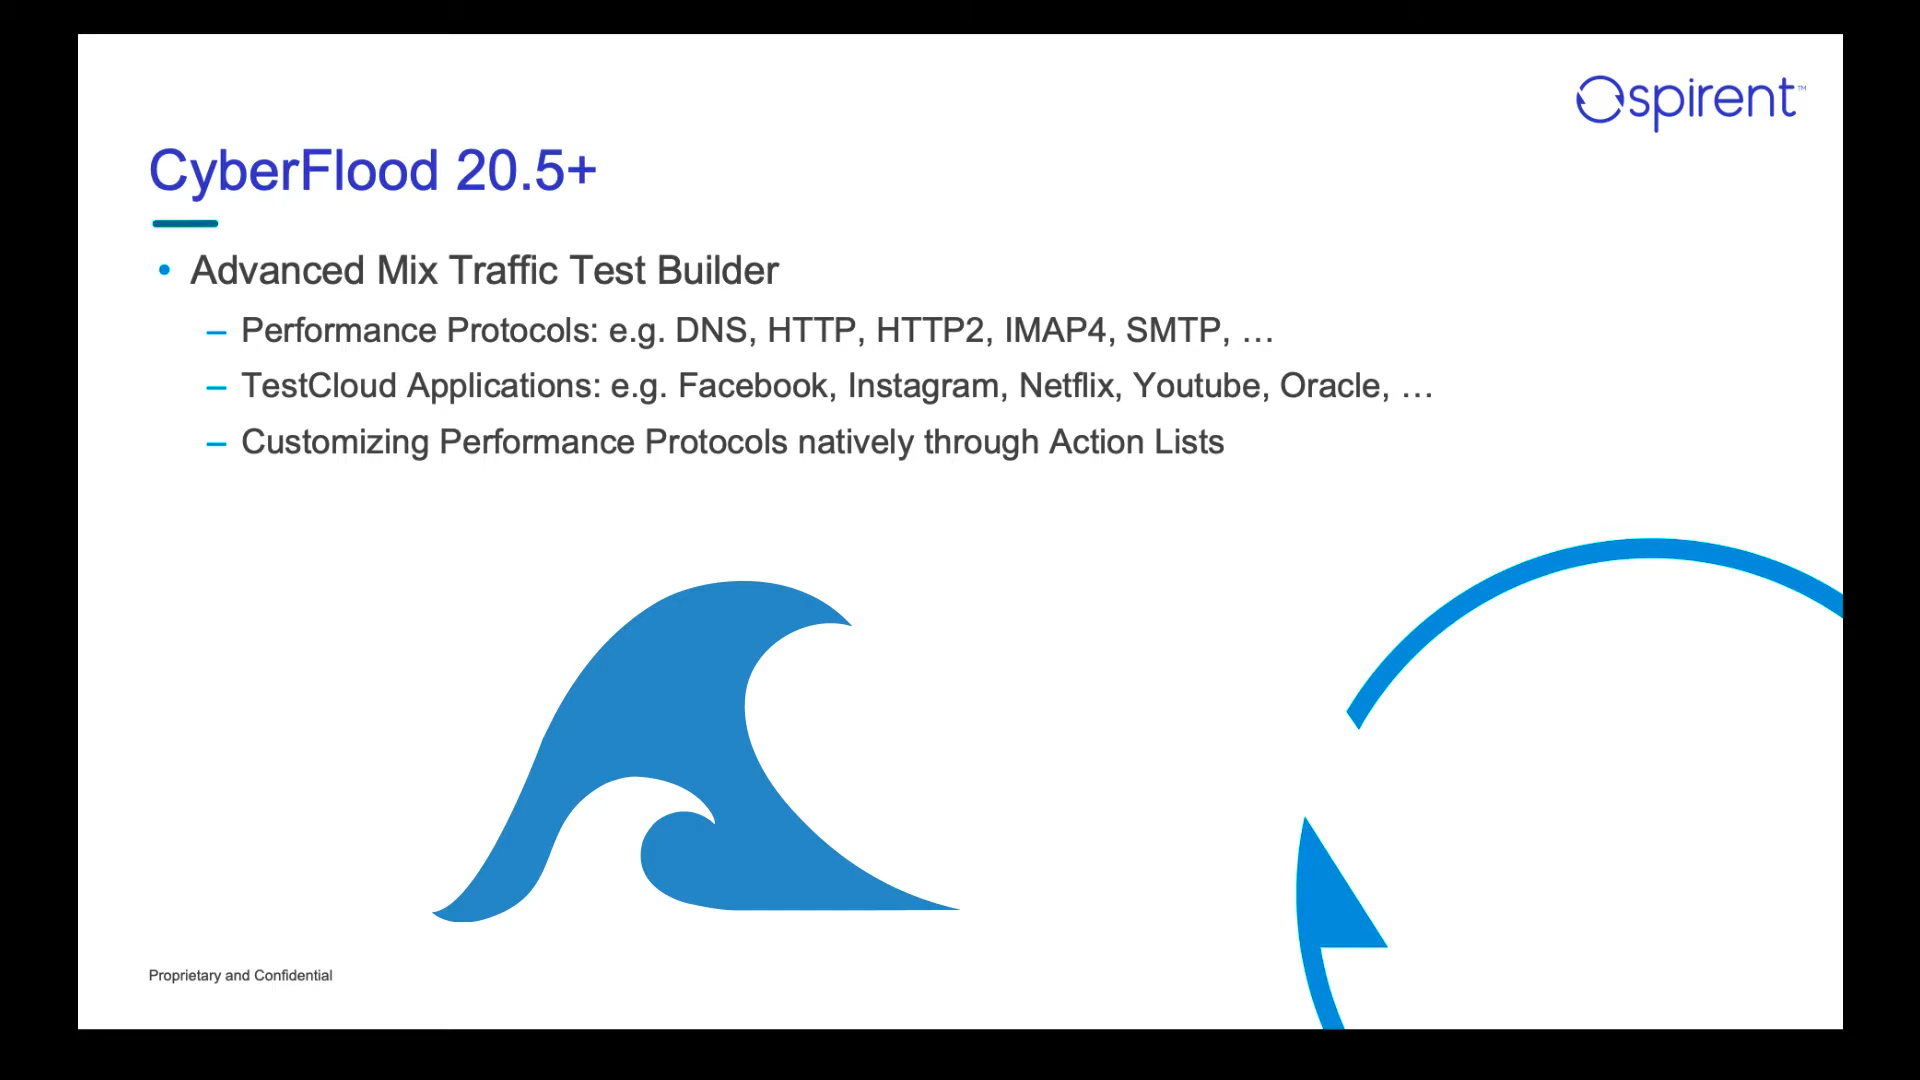 spirent™
CyberFlood 20.5+
• Advanced Mix Traffic Test Builder
– Performance Protocols: e.g. DNS, HTTP, HTTP2, IMAP4, SMTP, …
– TestCloud Applications: e.g. Facebook, Instagram, Netflix, Youtube, Oracle, …
– Customizing Performance Protocols natively through Action Lists
Proprietary and Confidential